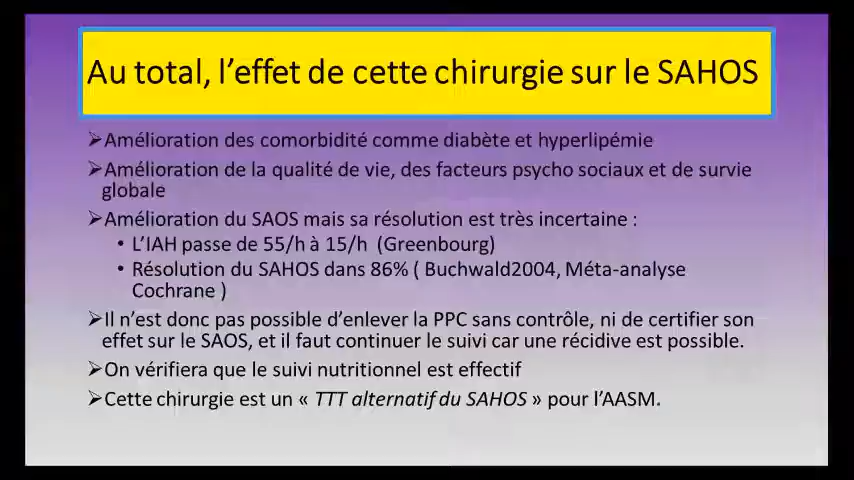 Au total, l'effet de cette chirurgie sur le SAHOS
➢Amélioration des comorbidité comme diabète et hyperlipémie
➢Amélioration de la qualité de vie, des facteurs psycho sociaux et de survie
globale
➢Amélioration du SAOS mais sa résolution est très incertaine :
• L'IAH passe de 55/h à 15/h (Greenbourg)
• Résolution du SAHOS dans 86% ( Buchwald2004, Méta-analyse
Cochrane )
➢Il n'est donc pas possible d'enlever la PPC sans contrôle, ni de certifier son
effet sur le SAOS, et il faut continuer le suivi car une récidive est possible.
➢On vérifiera que le suivi nutritionnel est effectif
➢Cette chirurgie est un « TTT alternatif du SAHOS » pour l'AASM.